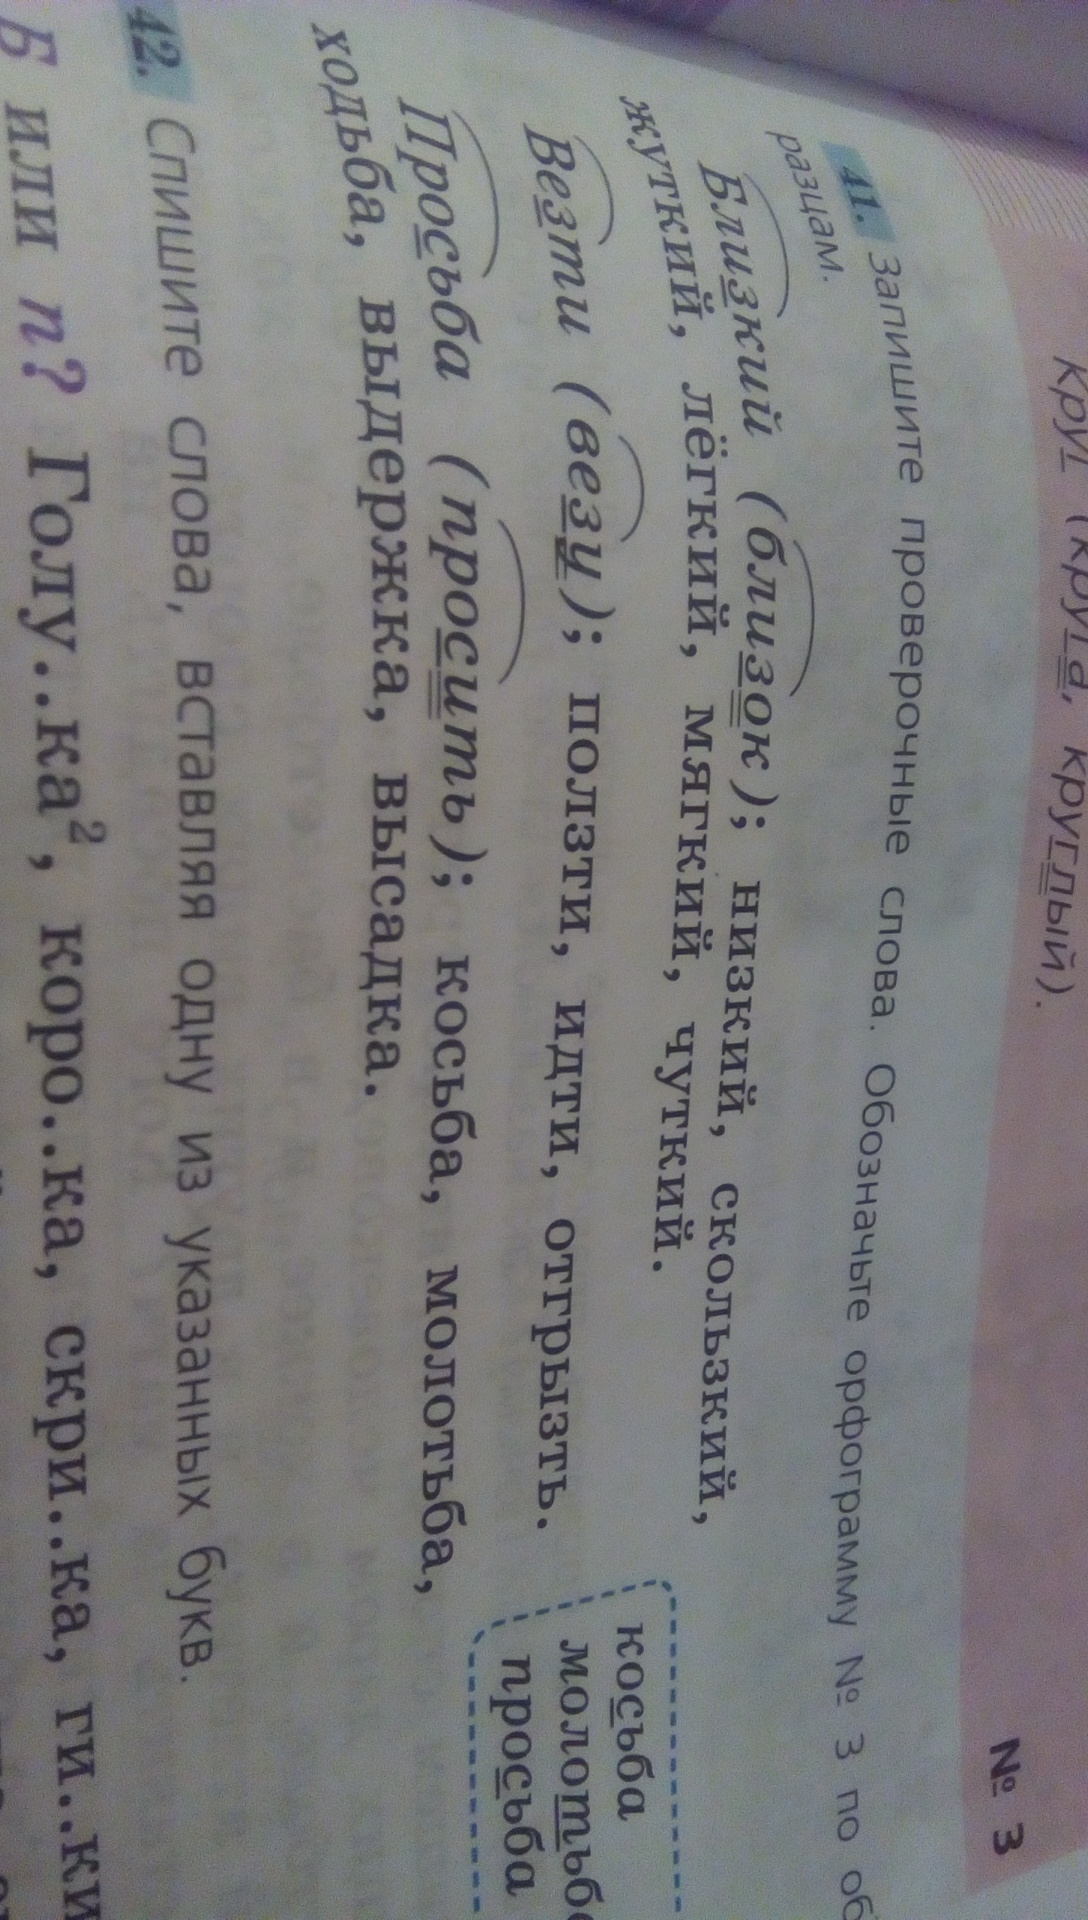 круг (круга, круглый).
№ 3
41. Запишите проверочные слова. Обозначьте орфограмму № 3 по об
разцам.
Близкий (близок); низкий, скользкий,
жуткий, лёгкий, мягкий, чуткий.
Везти (везу); ползти, идти, отгрызть.
Просьба (просить); косьба, молотьба,
ходьба, выдержка, высадка.
косьба
молотьб
просьба
42. Спишите слова, вставляя одну из указанных букв.
Б или п? Голу..ка², коро..ка, скри..ка, ги..ки